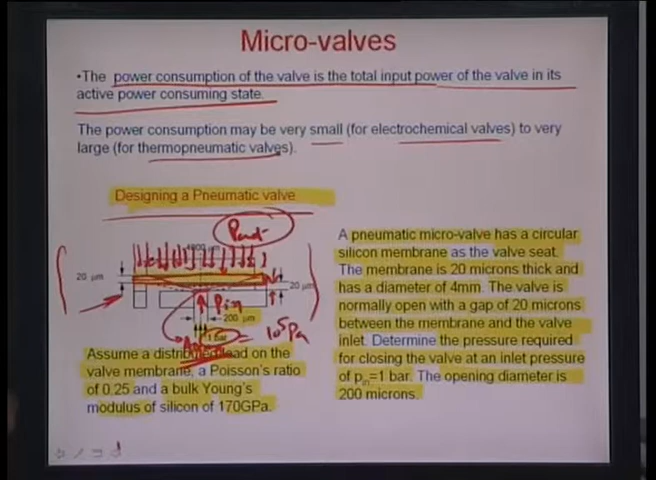 Micro-valves
•The power consumption of the valve is the total input power of the valve in its
active power consuming state.
The power consumption may be very small (for electrochemical valves) to very
large (for thermopneumatic valves).
Designing a Pneumatic valve
Pact
20 μm
20 μm
Pin
200 μm
1 bar = 10⁵ Pa
Assume a distributed load on the
valve membrane, a Poisson's ratio
of 0.25 and a bulk Young's
modulus of silicon of 170GPa.
A pneumatic micro-valve has a circular
silicon membrane as the valve seat.
The membrane is 20 microns thick and
has a diameter of 4mm. The valve is
normally open with a gap of 20 microns
between the membrane and the valve
inlet. Determine the pressure required
for closing the valve at an inlet pressure
of pin=1 bar. The opening diameter is
200 microns.